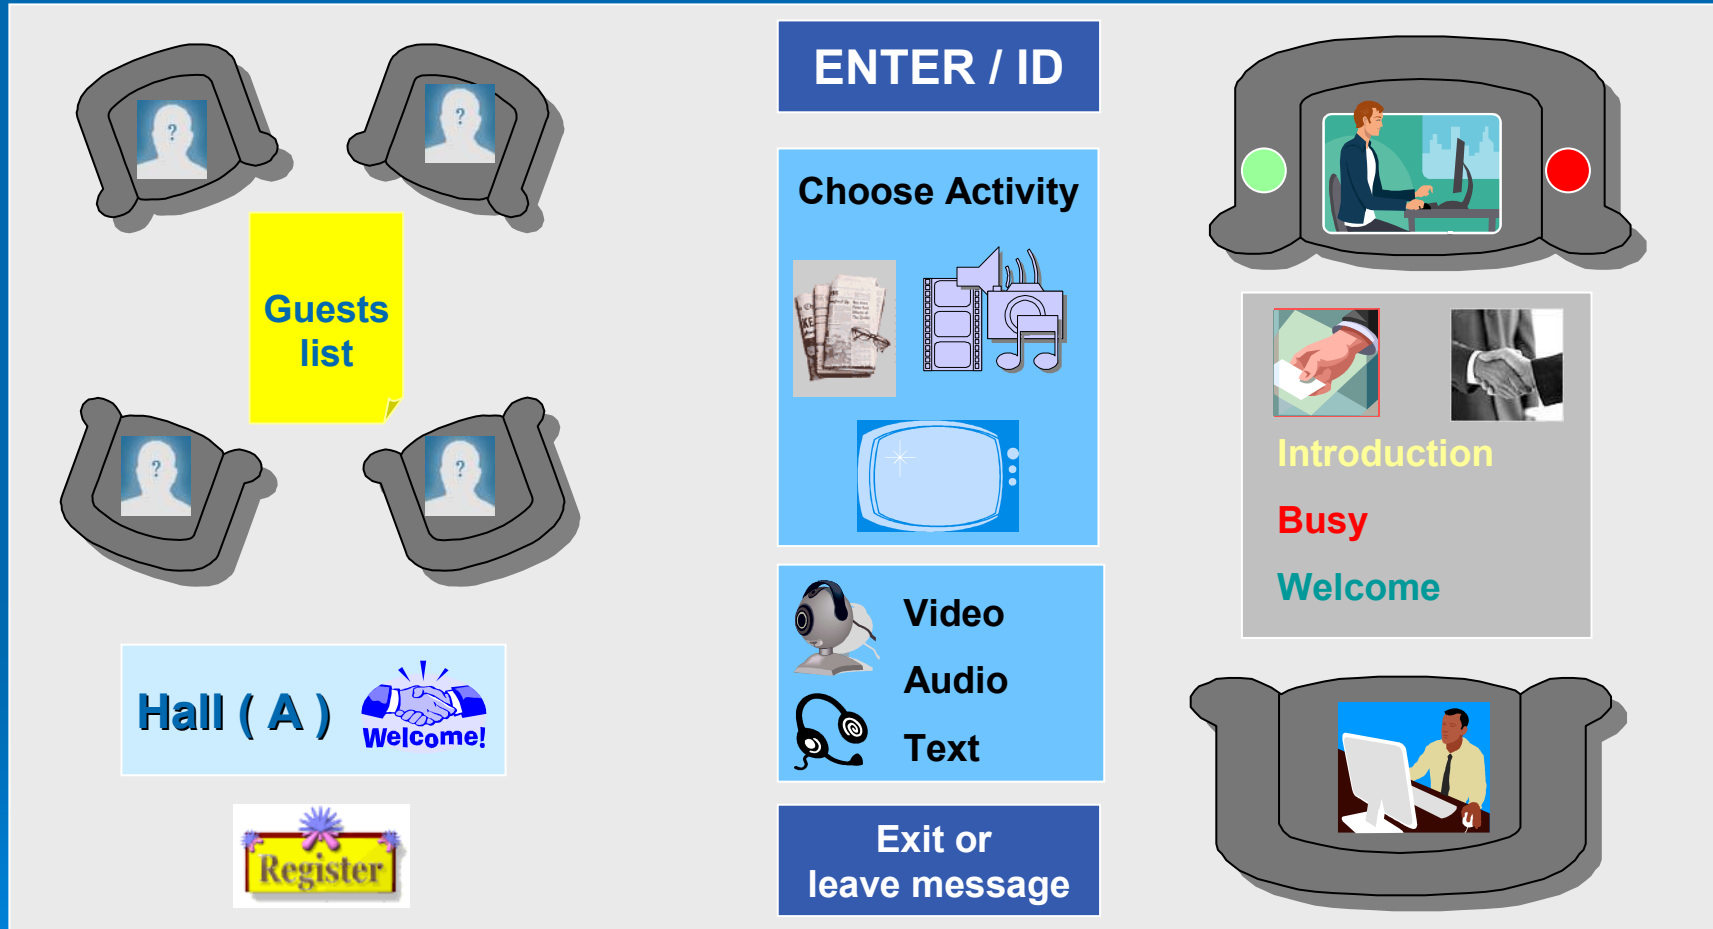 Guests
list
Hall ( A )
Welcome!
Register
ENTER / ID
Choose Activity
Video
Audio
Text
Exit or
leave message
Introduction
Busy
Welcome